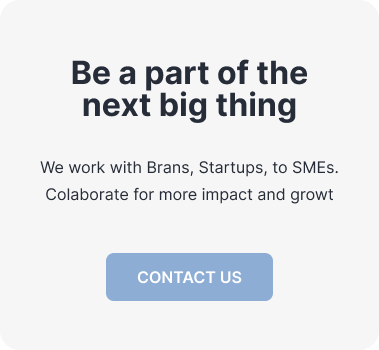 Be a part of the
next big thing
We work with Brans, Startups, to SMEs.
Colaborate for more impact and growt
CONTACT US